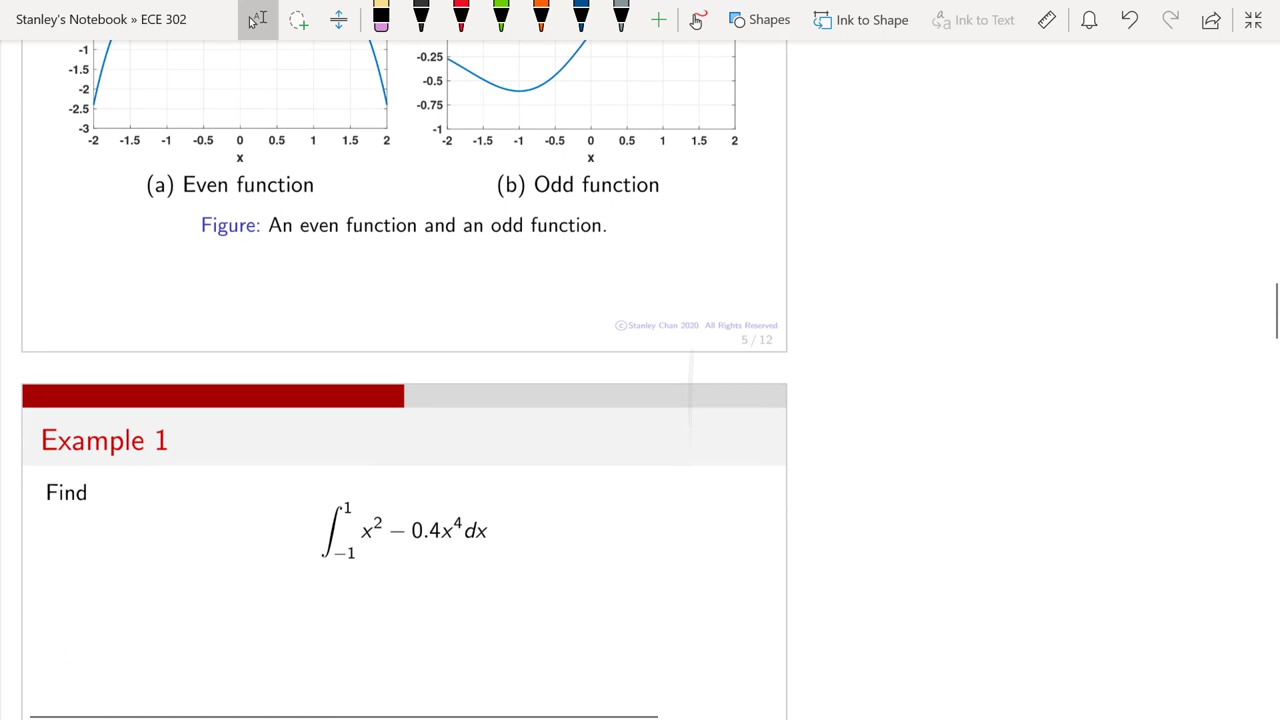 Stanley's Notebook » ECE 302
Shapes
Ink to Shape
Ink to Text
-1
-1.5
-2
-2.5
-3
-2 -1.5 -1 -0.5 0 0.5 1 1.5 2
x
-0.25
-0.5
-0.75
-1
-2 -1.5 -1 -0.5 0 0.5 1 1.5 2
x
(a) Even function
(b) Odd function
Figure: An even function and an odd function.
©Stanley Chan 2020. All Rights Reserved.
5 / 12
Example 1
Find
∫₋₁¹ x² − 0.4x⁴dx